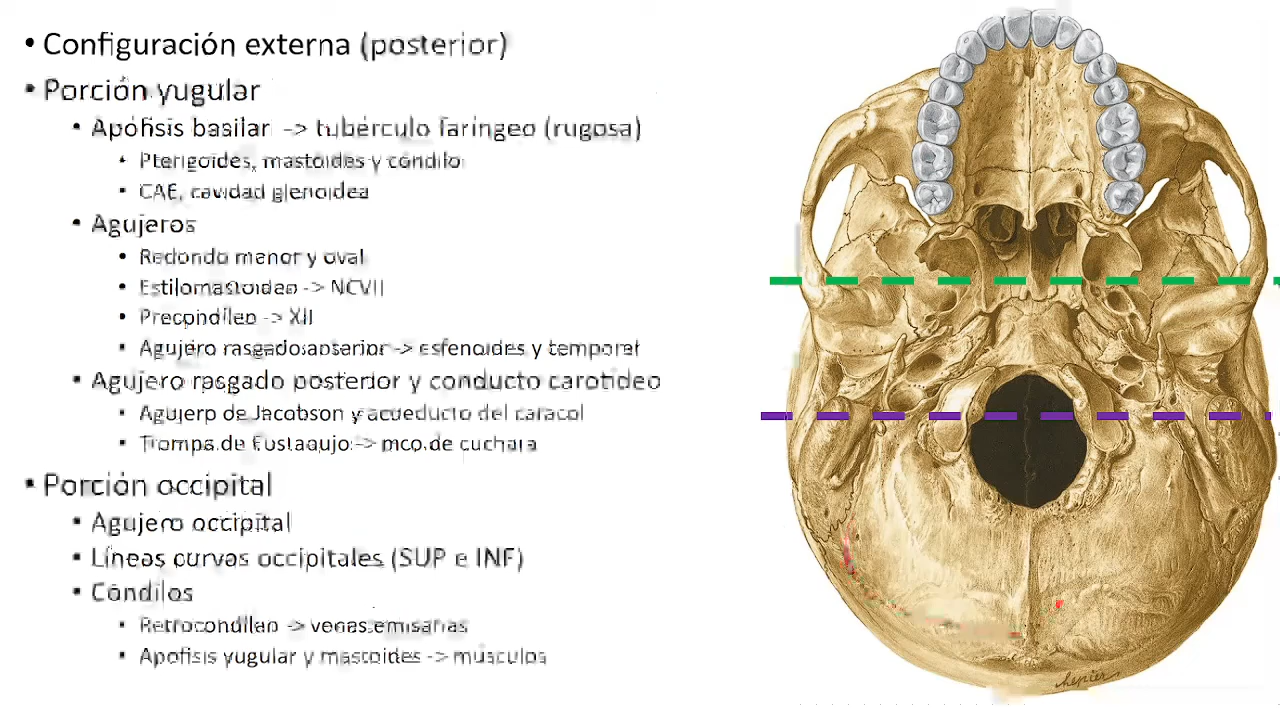 • Configuración externa (posterior)
• Porción yugular
• Apófisis basilar -> tubérculo faríngeo (rugosa)
• Pterigoides, mastoides y cóndilo
• CAE, cavidad glenoidea
• Agujeros
• Redondo menor y oval
• Estilomastoideo -> NCVII
• Precondíleo -> XII
• Agujero rasgado anterior -> esfenoides y temporal
• Agujero rasgado posterior y conducto carotídeo
• Agujero de Jacobson y acueducto del caracol
• Trompa de Eustaquio -> pico de cuchara
• Porción occipital
• Agujero occipital
• Líneas curvas occipitales (SUP e INF)
• Cóndilos
• Retrocondíleo -> venas emisarias
• Apófisis yugular y mastoides -> músculos